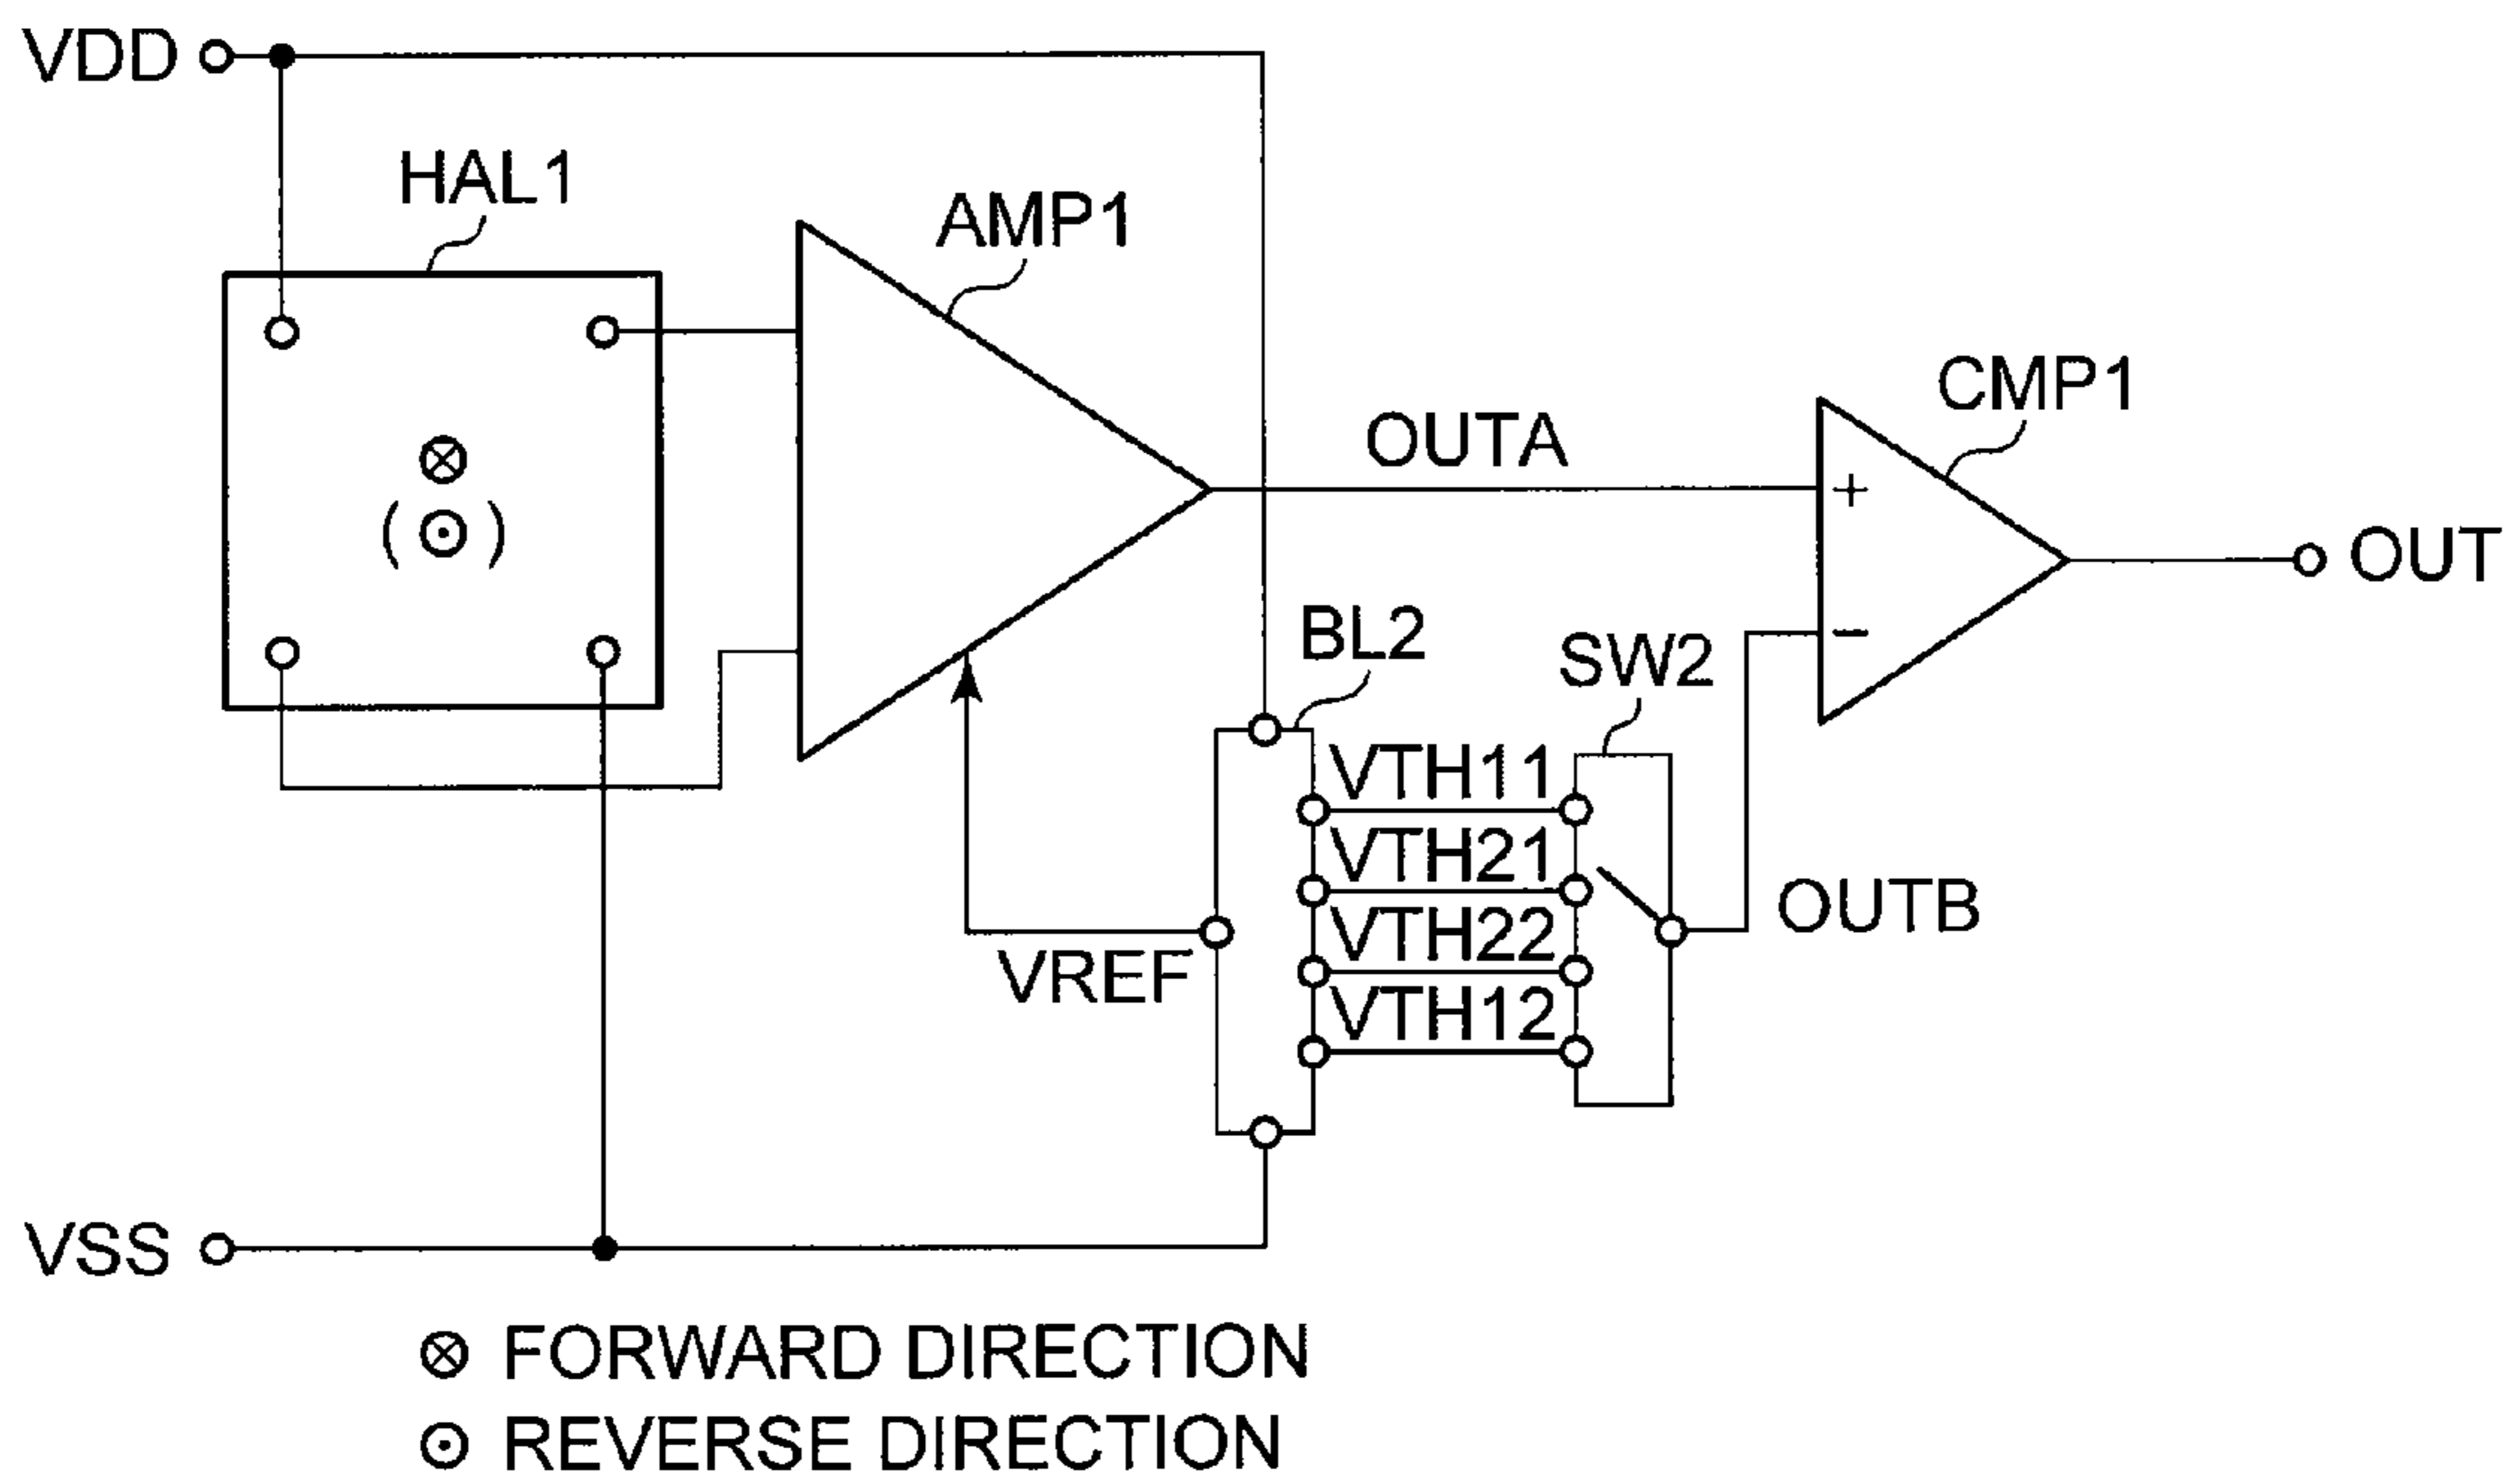 VDD
HAL1
AMP1
CMP1
OUTA
+
OUT
( )
BL2
SW2
−
VTH11
VTH21
OUTB
VTH22
VREF
VTH12
VSS
FORWARD DIRECTION
REVERSE DIRECTION